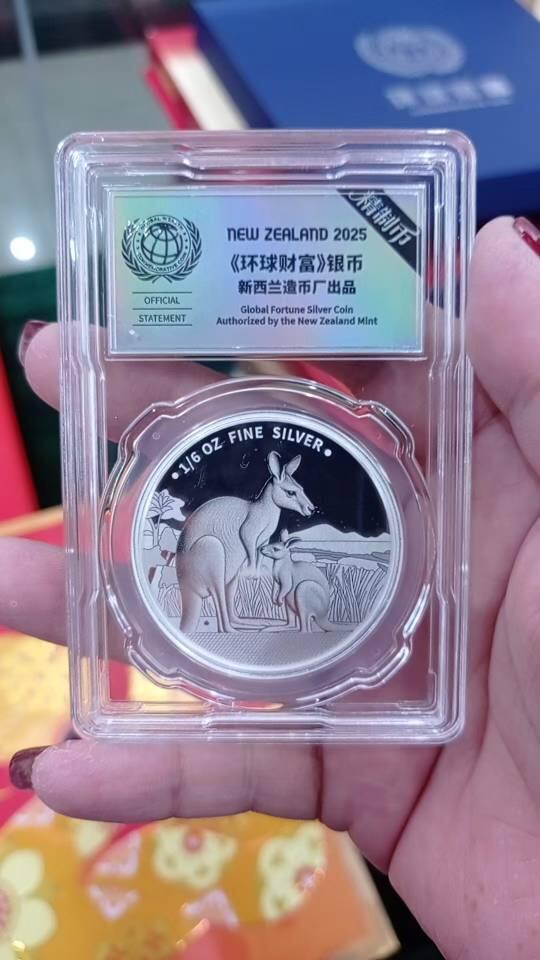 精制币
NEW ZEALAND 2025
《环球财富》银币
新西兰造币厂出品
OFFICIAL
STATEMENT
Global Fortune Silver Coin
Authorized by the New Zealand Mint
• 1/6 OZ FINE SILVER •